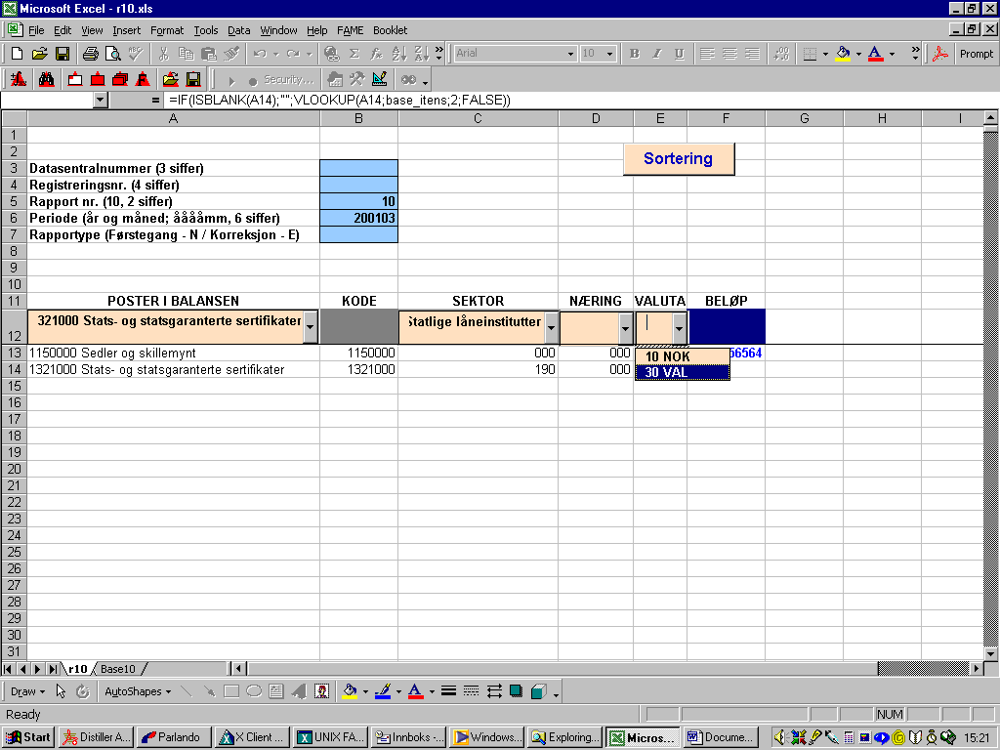 Microsoft Excel - r10.xls
File Edit View Insert Format Tools Data Window Help FAME Booklet
Arial 10 B I U Prompt
Security...
= =IF(ISBLANK(A14);"";VLOOKUP(A14;base_itens;2;FALSE))
A B C D E F G H I
1
2
Sortering
3 Datasentralnummer (3 siffer)
4 Registreringsnr. (4 siffer)
5 Rapport nr. (10, 2 siffer) 10
6 Periode (år og måned; ååååmm, 6 siffer) 200103
7 Rapportype (Førstegang - N / Korreksjon - E)
8
9
10
11 POSTER I BALANSEN KODE SEKTOR NÆRING VALUTA BELØP
12 321000 Stats- og statsgaranterte sertifikater Statlige låneinstitutter
13 1150000 Sedler og skillemynt 1150000 000 000 56564
10 NOK
14 1321000 Stats- og statsgaranterte sertifikater 1321000 190 000
30 VAL
15
16
17
18
19
20
21
22
23
24
25
26
27
28
29
30
31
r10 Base10
Draw AutoShapes
Ready NUM
Start Distiller A... Parlando X Client ... UNIX FA... Innboks -... Windows... Exploring... Micros... Docume... 15:21